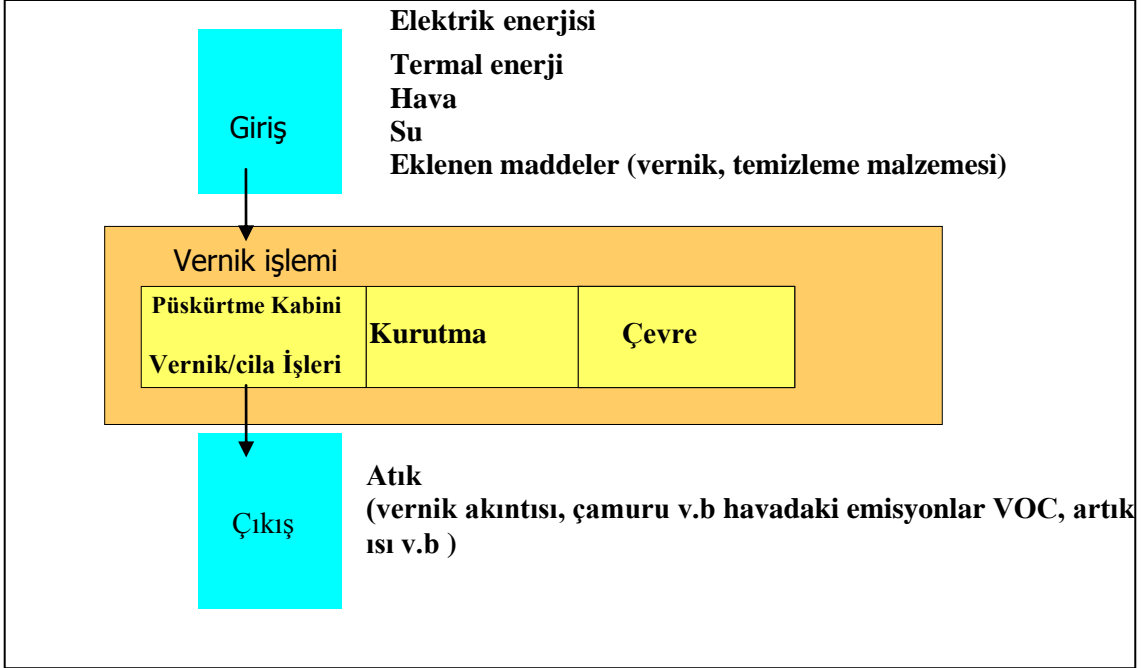 Elektrik enerjisi
Termal enerji
Hava
Su
Eklenen maddeler (vernik, temizleme malzemesi)
Giriş
Vernik işlemi
Püskürtme Kabini
Vernik/cila İşleri
Kurutma
Çevre
Çıkış
Atık
(vernik akıntısı, çamuru v.b havadaki emisyonlar VOC, artık
ısı v.b )